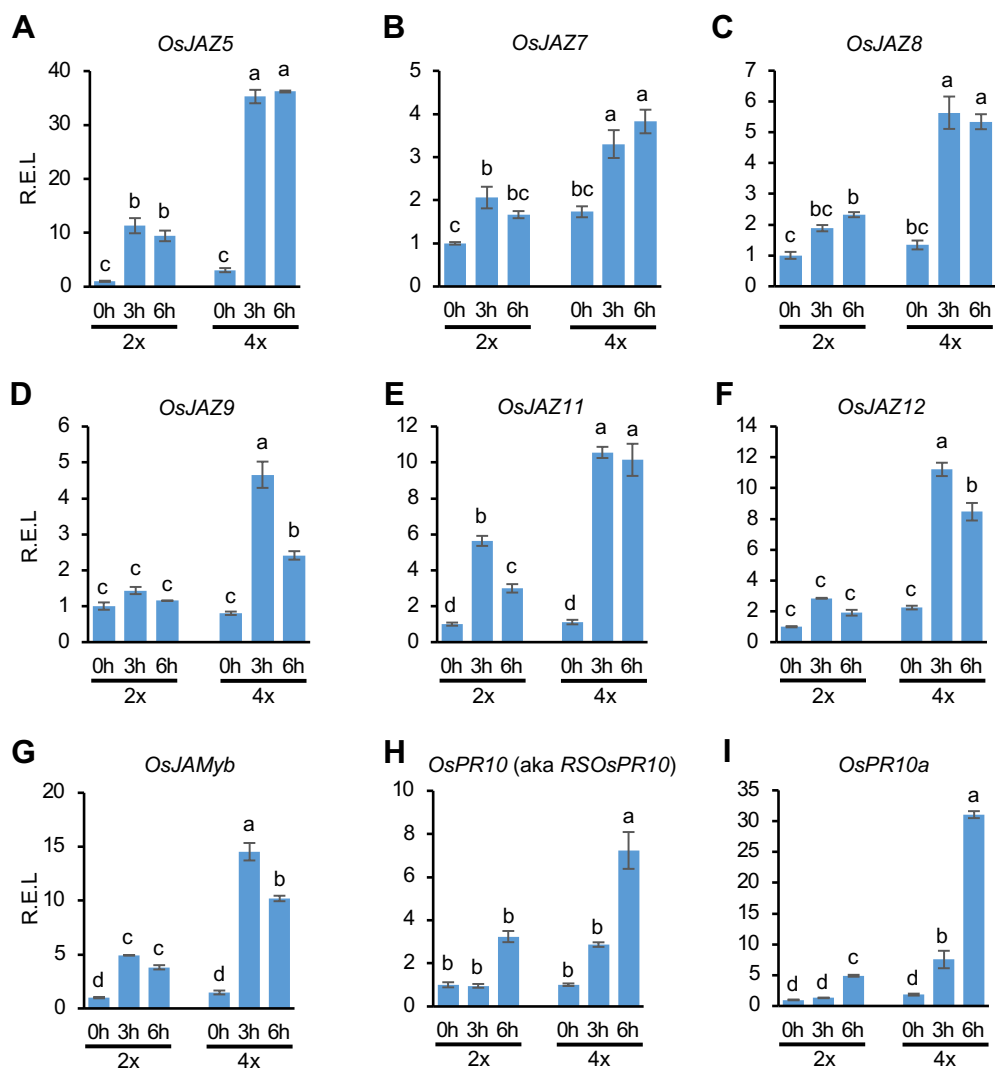 A
OsJAZ5
R.E.L
40
30
20
10
0
c b b c a a
0h 3h 6h 0h 3h 6h
2x 4x
B
OsJAZ7
5
4
3
2
1
0
c b bc bc a a
0h 3h 6h 0h 3h 6h
2x 4x
C
OsJAZ8
7
6
5
4
3
2
1
0
c bc b bc a a
0h 3h 6h 0h 3h 6h
2x 4x
D
OsJAZ9
R.E.L
6
5
4
3
2
1
0
c c c c a b
0h 3h 6h 0h 3h 6h
2x 4x
E
OsJAZ11
12
10
8
6
4
2
0
d b c d a a
0h 3h 6h 0h 3h 6h
2x 4x
F
OsJAZ12
14
12
10
8
6
4
2
0
c c c c a b
0h 3h 6h 0h 3h 6h
2x 4x
G
OsJAMyb
R.E.L
20
15
10
5
0
d c c d a b
0h 3h 6h 0h 3h 6h
2x 4x
H
OsPR10 (aka RSOsPR10)
10
8
6
4
2
0
b b b b b a
0h 3h 6h 0h 3h 6h
2x 4x
I
OsPR10a
35
30
25
20
15
10
5
0
d d c d b a
0h 3h 6h 0h 3h 6h
2x 4x